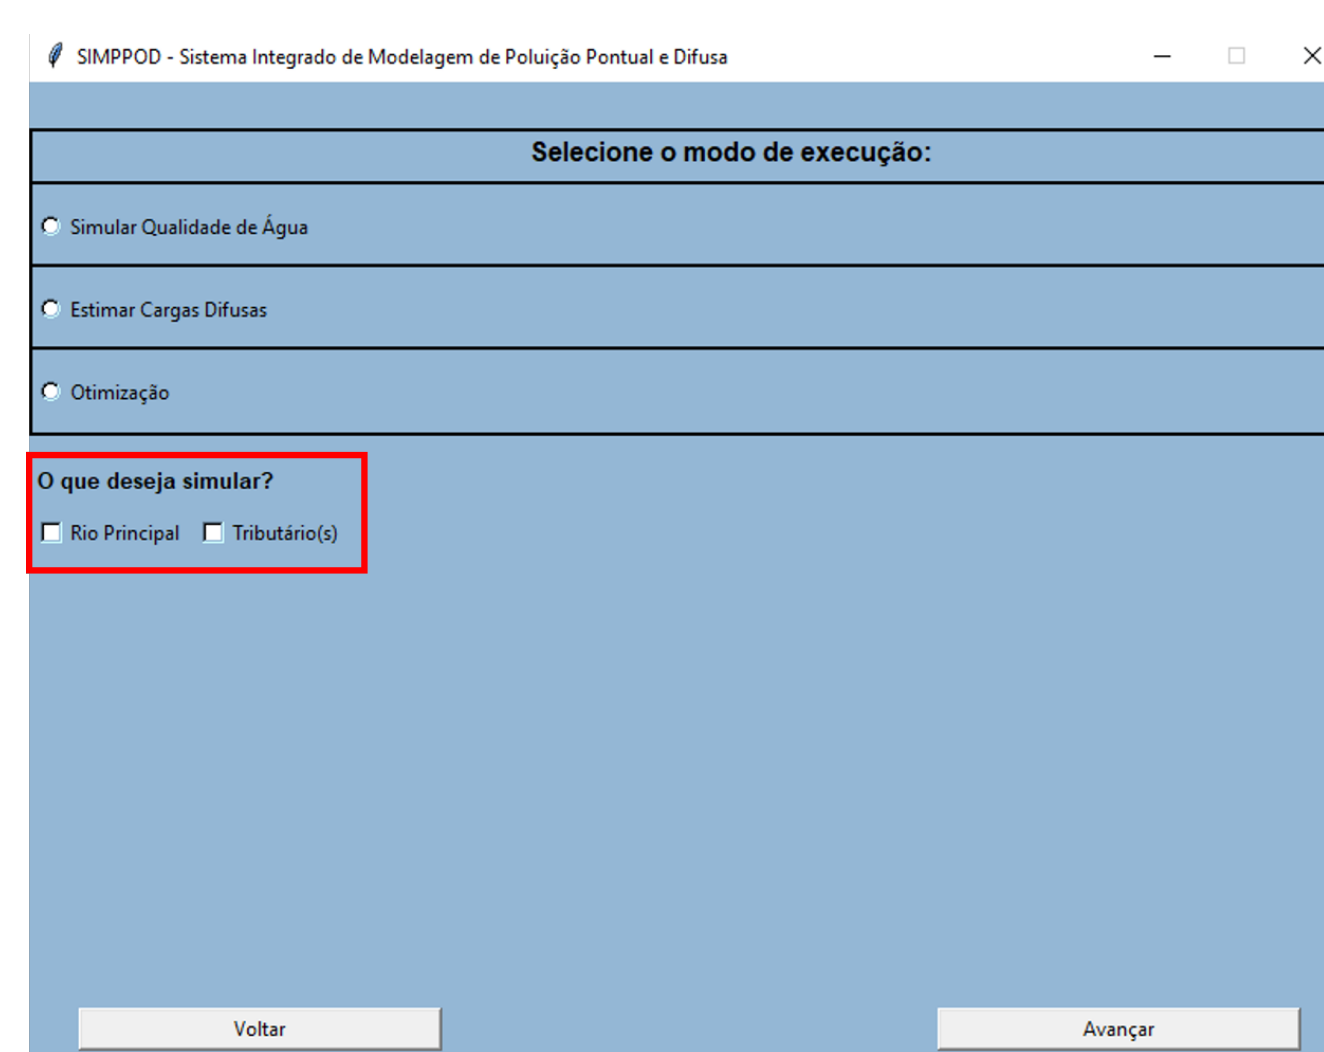 SIMPPOD - Sistema Integrado de Modelagem de Poluição Pontual e Difusa
Selecione o modo de execução:
Simular Qualidade de Água
Estimar Cargas Difusas
Otimização
O que deseja simular?
Rio Principal Tributário(s)
Voltar Avançar